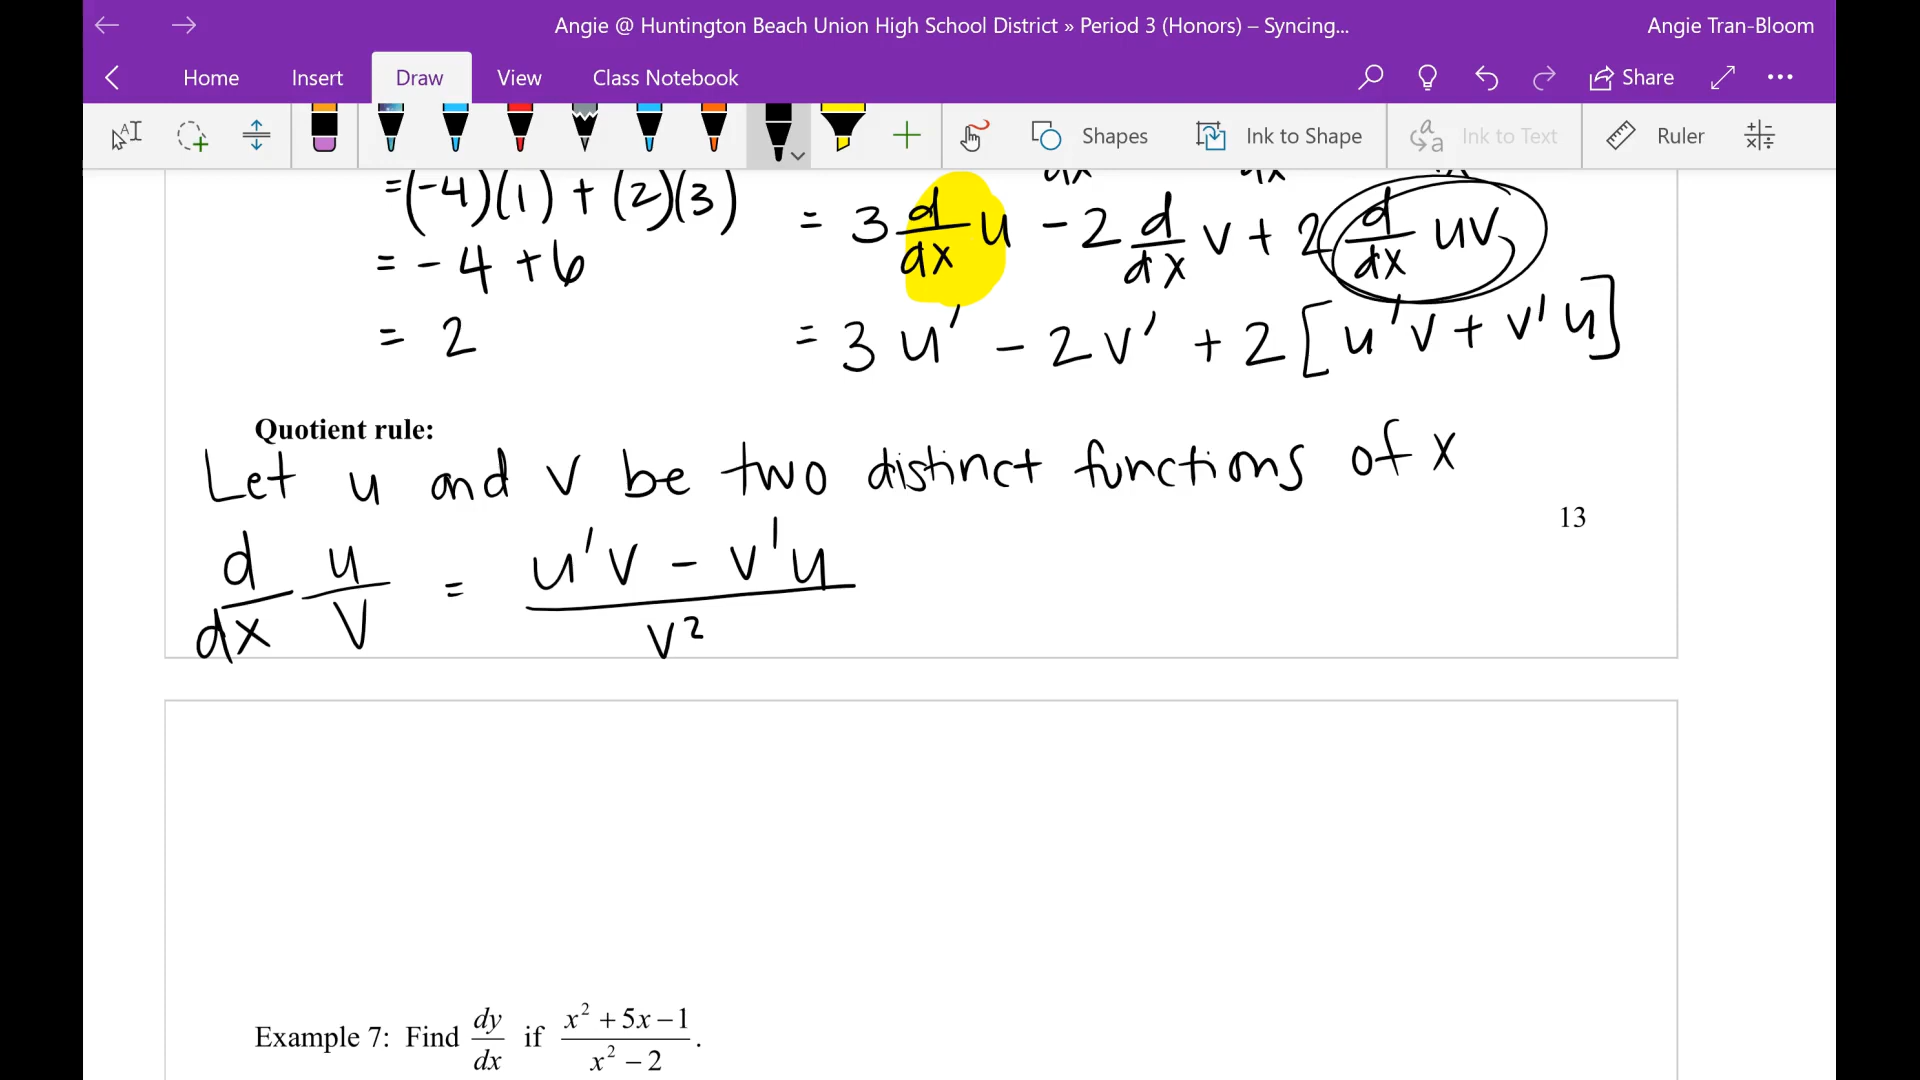 Angie @ Huntington Beach Union High School District » Period 3 (Honors) – Syncing...
Angie Tran-Bloom
Home Insert Draw View Class Notebook Share
Shapes Ink to Shape Ink to Text Ruler
=(-4)(1) + (2)(3)
= -4 + 6
= 2
dx dx
= 3 d/dx u - 2 d/dx v + 2 d/dx uv
= 3u' - 2v' + 2[u'v + v'u]
Quotient rule:
Let u and v be two distinct functions of x
13
d/dx u/v = (u'v - v'u)/v²
Example 7: Find dy/dx if (x² + 5x − 1)/(x² − 2).